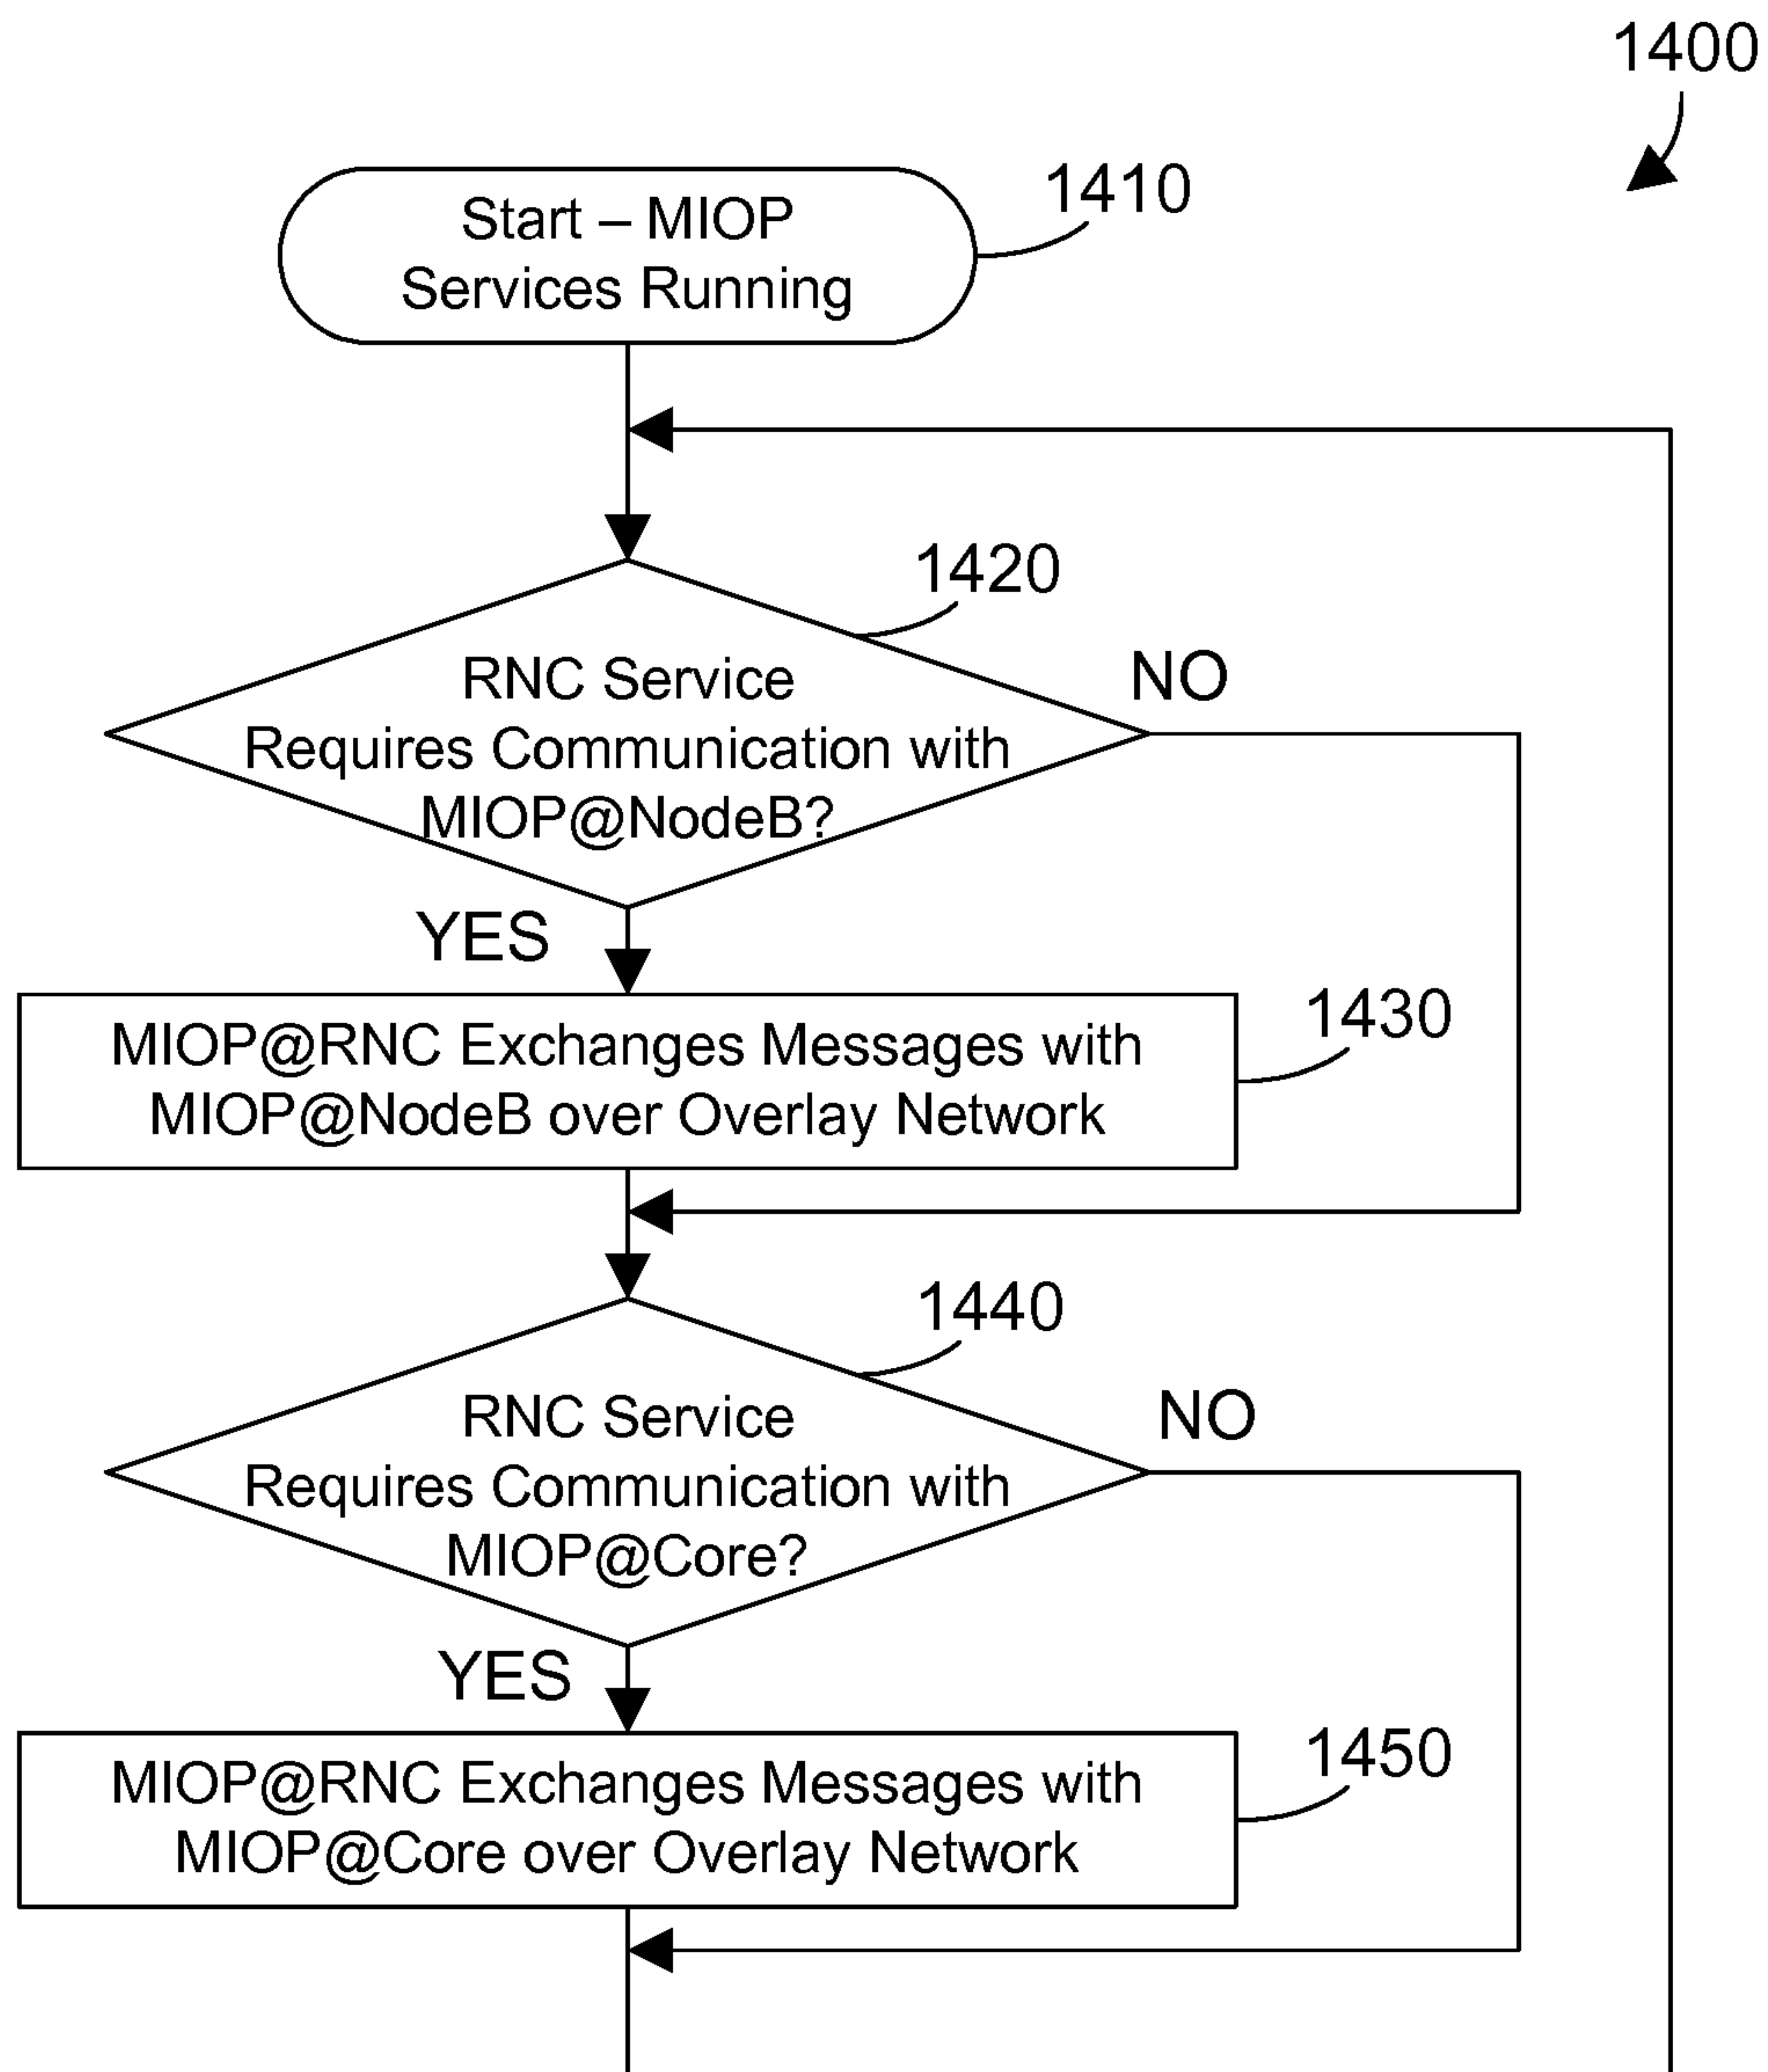 1400
Start – MIOP
Services Running
1410
1420
RNC Service
Requires Communication with
MIOP@NodeB?
NO
YES
MIOP@RNC Exchanges Messages with
MIOP@NodeB over Overlay Network
1430
1440
RNC Service
Requires Communication with
MIOP@Core?
NO
YES
MIOP@RNC Exchanges Messages with
MIOP@Core over Overlay Network
1450